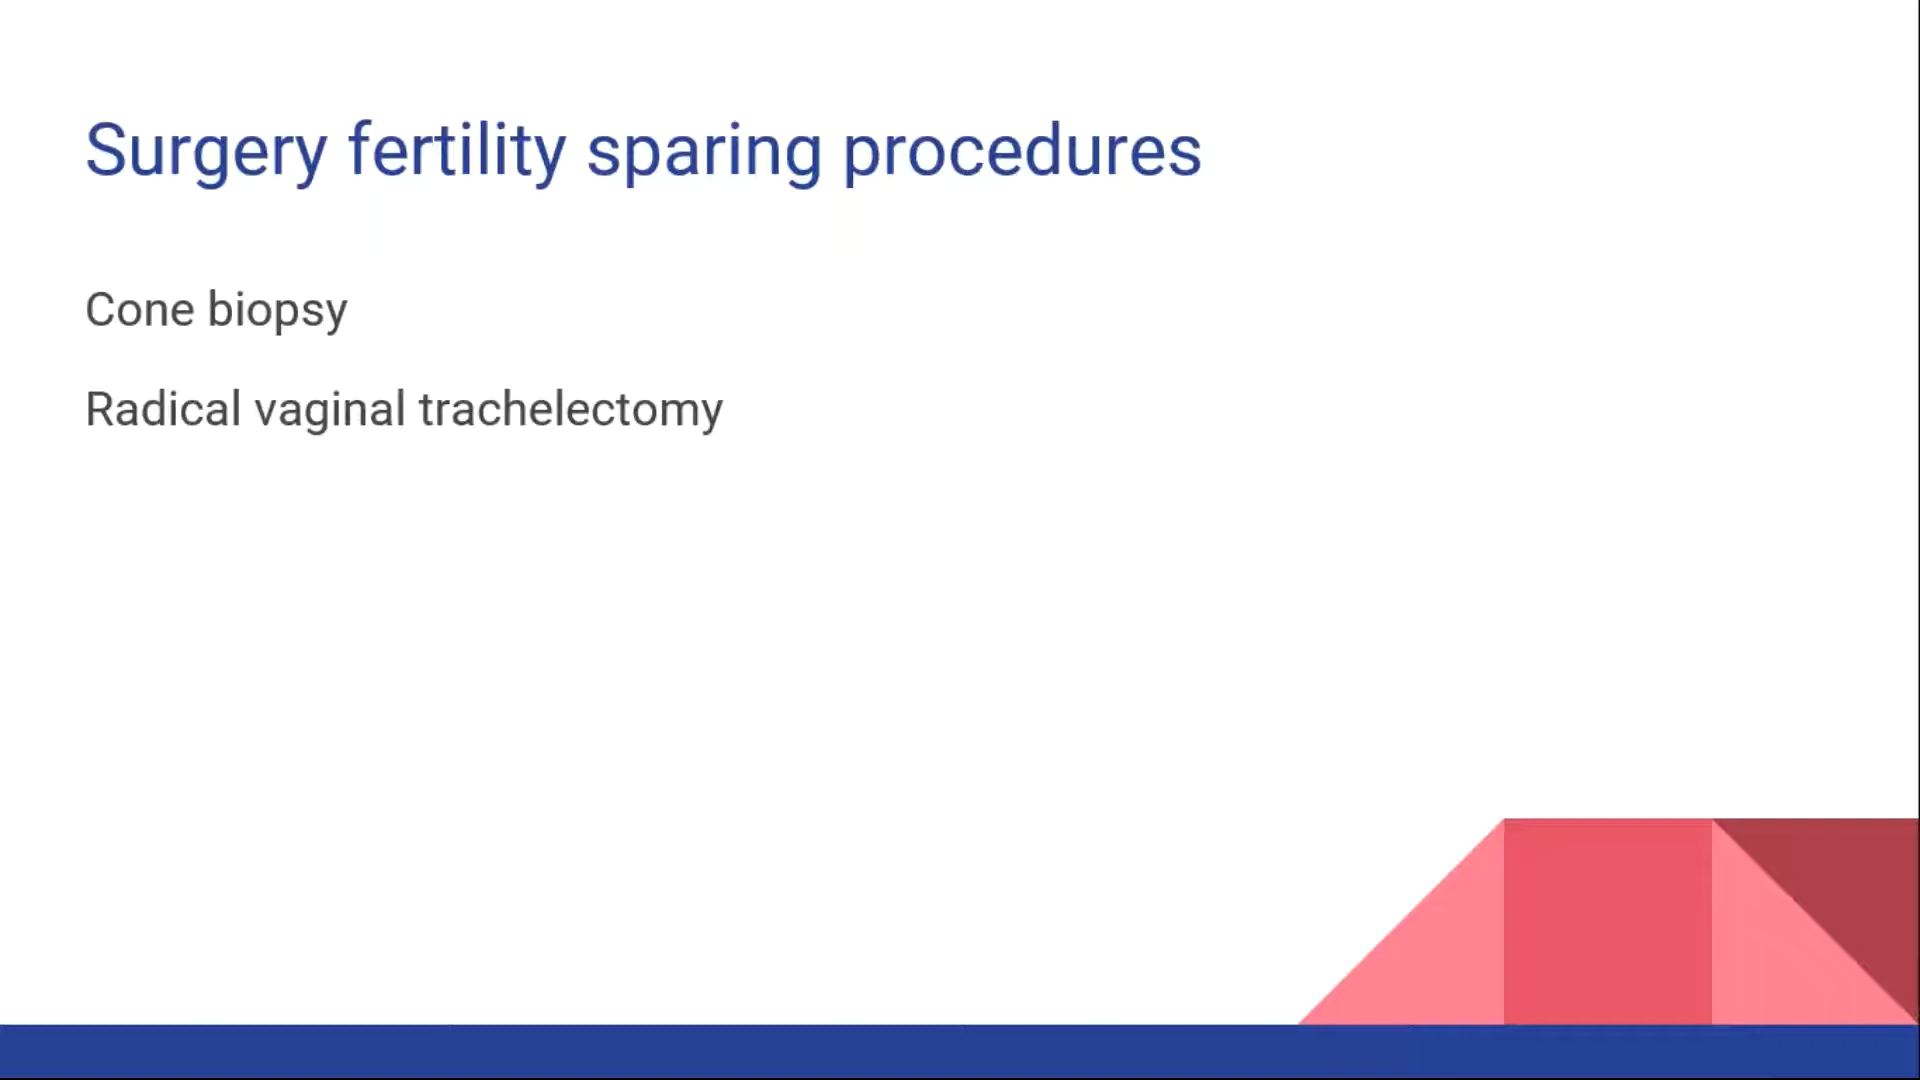 Surgery fertility sparing procedures
Cone biopsy
Radical vaginal trachelectomy